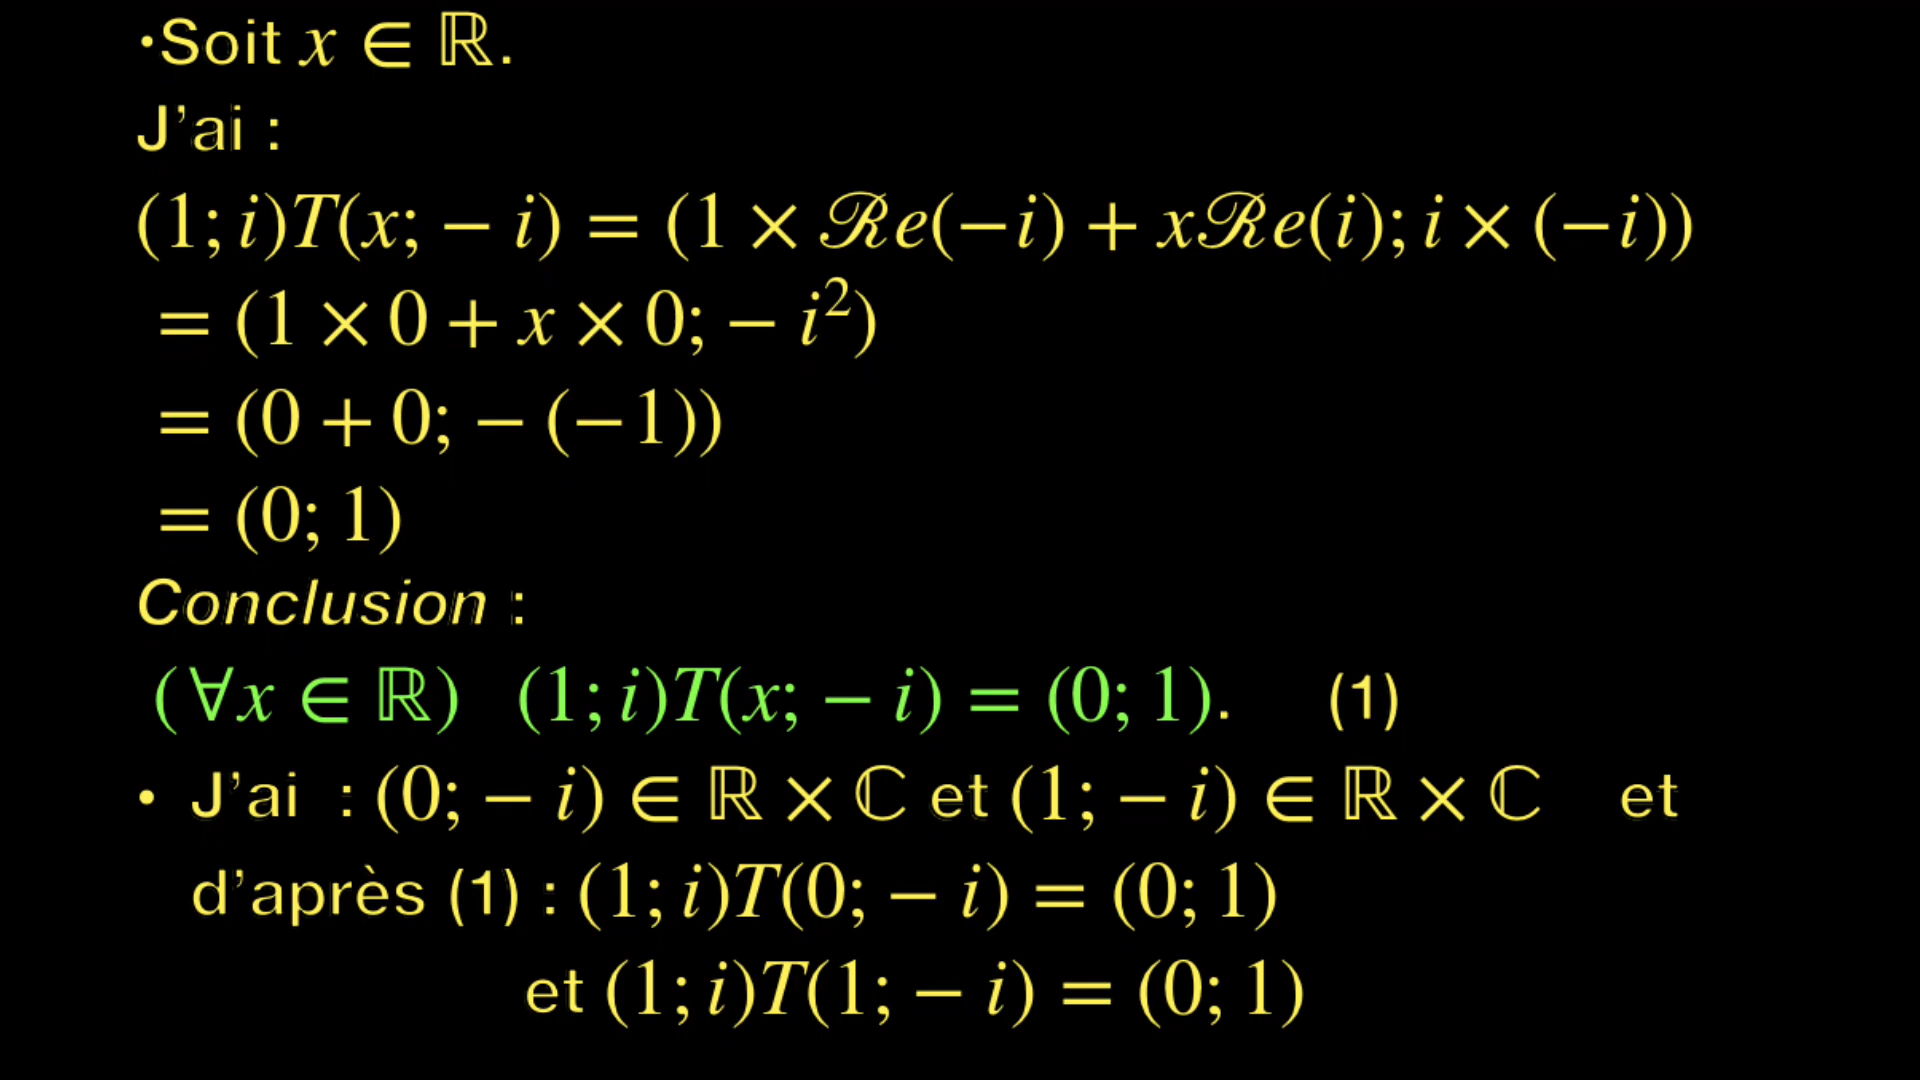 •Soit x ∈ ℝ.
J’ai :
(1; i)T(x; − i) = (1 × ℛe(−i) + xℛe(i); i × (−i))
= (1 × 0 + x × 0; − i²)
= (0 + 0; − (−1))
= (0; 1)
Conclusion :
(∀x ∈ ℝ) (1; i)T(x; − i) = (0; 1). (1)
• J’ai : (0; − i) ∈ ℝ × ℂ et (1; − i) ∈ ℝ × ℂ et
d’après (1) : (1; i)T(0; − i) = (0; 1)
et (1; i)T(1; − i) = (0; 1)